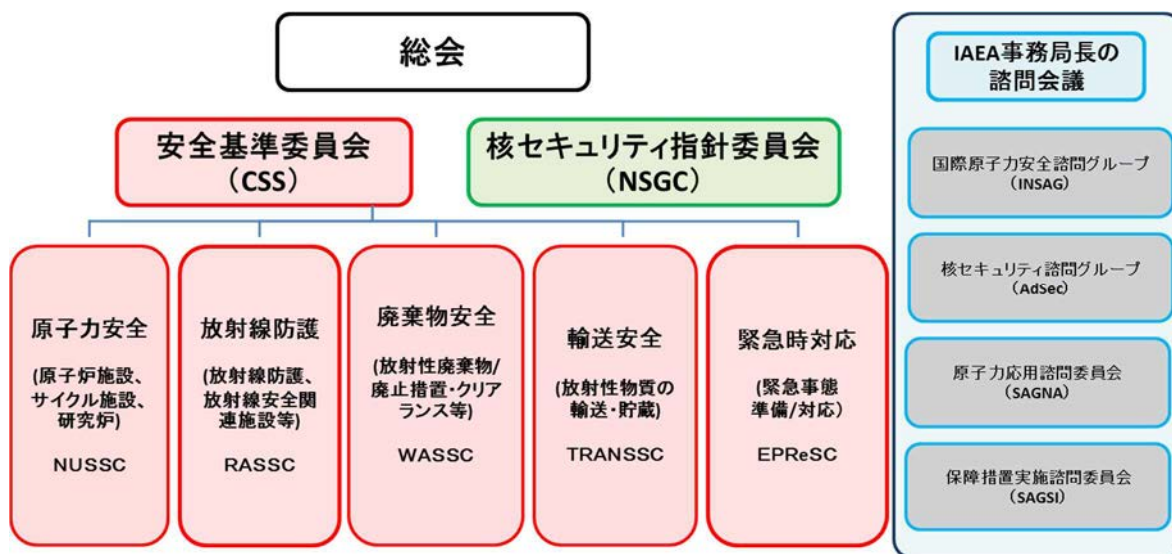 総会
安全基準委員会
（CSS）
核セキュリティ指針委員会
（NSGC）
原子力安全
(原子炉施設、
サイクル施設、
研究炉)
NUSSC
放射線防護
(放射線防護、
放射線安全関
連施設等)
RASSC
廃棄物安全
(放射性廃棄物/
廃止措置・クリア
ランス等)
WASSC
輸送安全
(放射性物質の
輸送・貯蔵)
TRANSSC
緊急時対応
(緊急事態
準備/対応）
EPReSC
IAEA事務局長の
諮問会議
国際原子力安全諮問グループ
（INSAG）
核セキュリティ諮問グループ
（AdSec）
原子力応用諮問委員会
（SAGNA）
保障措置実施諮問委員会
（SAGSI）